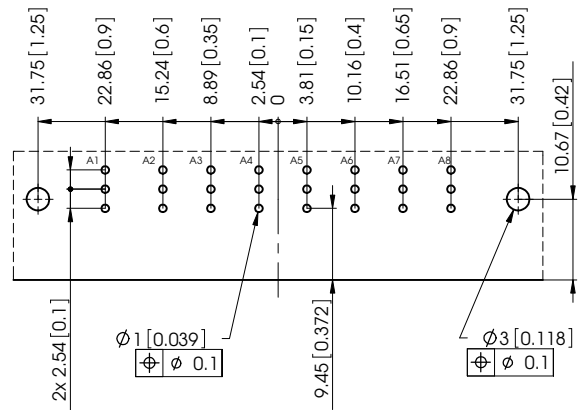 31.75 [1.25]
22.86 [0.9]
15.24 [0.6]
8.89 [0.35]
2.54 [0.1]
0
3.81 [0.15]
10.16 [0.4]
16.51 [0.65]
22.86 [0.9]
31.75 [1.25]
10.67 [0.42]
A1
A2
A3
A4
A5
A6
A7
A8
2x 2.54 [0.1]
9.45 [0.372]
Ø1 [0.039]
⌖ Ø 0.1
Ø3 [0.118]
⌖ Ø 0.1